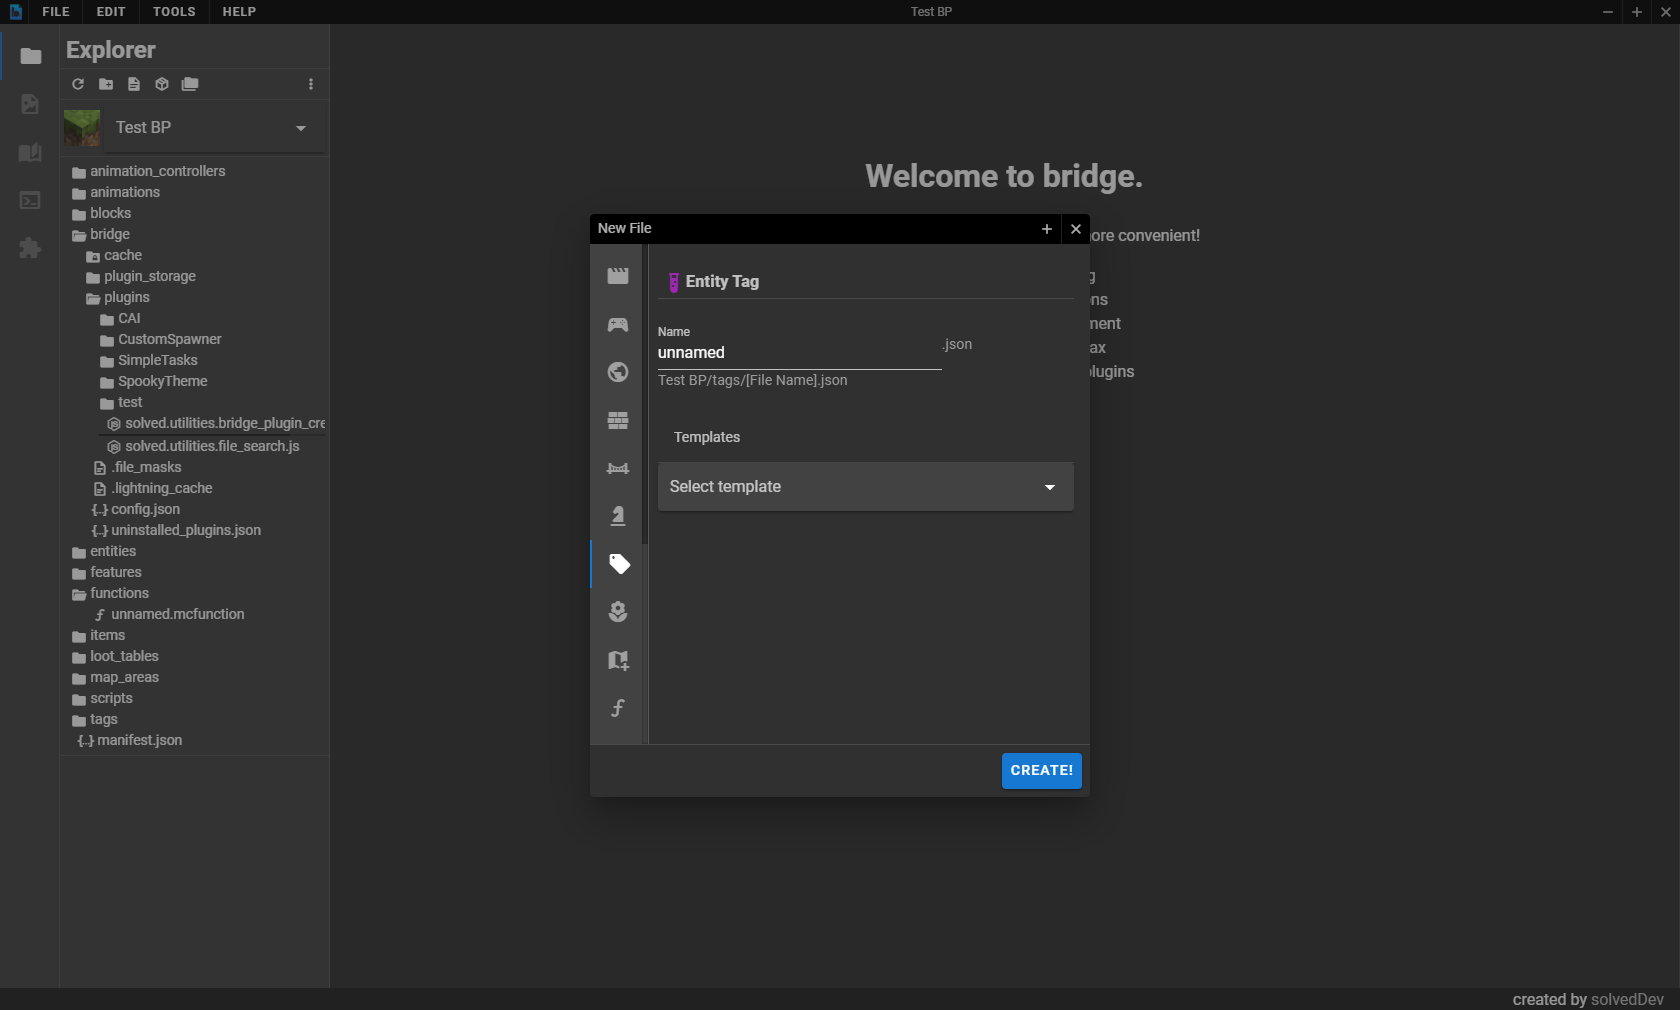 FILE EDIT TOOLS HELP
Test BP
Explorer
Test BP
animation_controllers
animations
blocks
bridge
cache
plugin_storage
plugins
CAI
CustomSpawner
SimpleTasks
SpookyTheme
test
solved.utilities.bridge_plugin_cre
solved.utilities.file_search.js
.file_masks
.lightning_cache
{..} config.json
{..} uninstalled_plugins.json
entities
features
functions
unnamed.mcfunction
items
loot_tables
map_areas
scripts
tags
{..} manifest.json
Welcome to bridge.
ore convenient!
g
ns
ment
ax
plugins
New File
Entity Tag
Name
unnamed
.json
Test BP/tags/[File Name].json
Templates
Select template
CREATE!
created by solvedDev